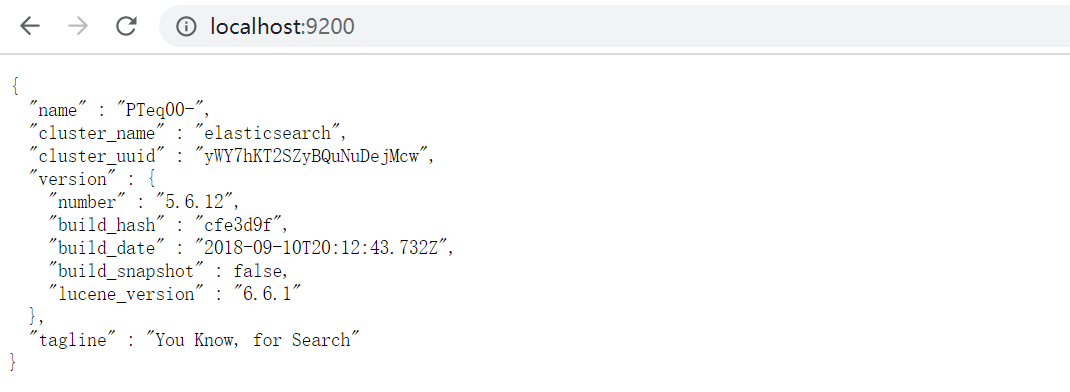 localhost:9200
{
  "name" : "PTeq0O-",
  "cluster_name" : "elasticsearch",
  "cluster_uuid" : "yWY7hKT2SZyBQuNuDejMcw",
  "version" : {
    "number" : "5.6.12",
    "build_hash" : "cfe3d9f",
    "build_date" : "2018-09-10T20:12:43.732Z",
    "build_snapshot" : false,
    "lucene_version" : "6.6.1"
  },
  "tagline" : "You Know, for Search"
}